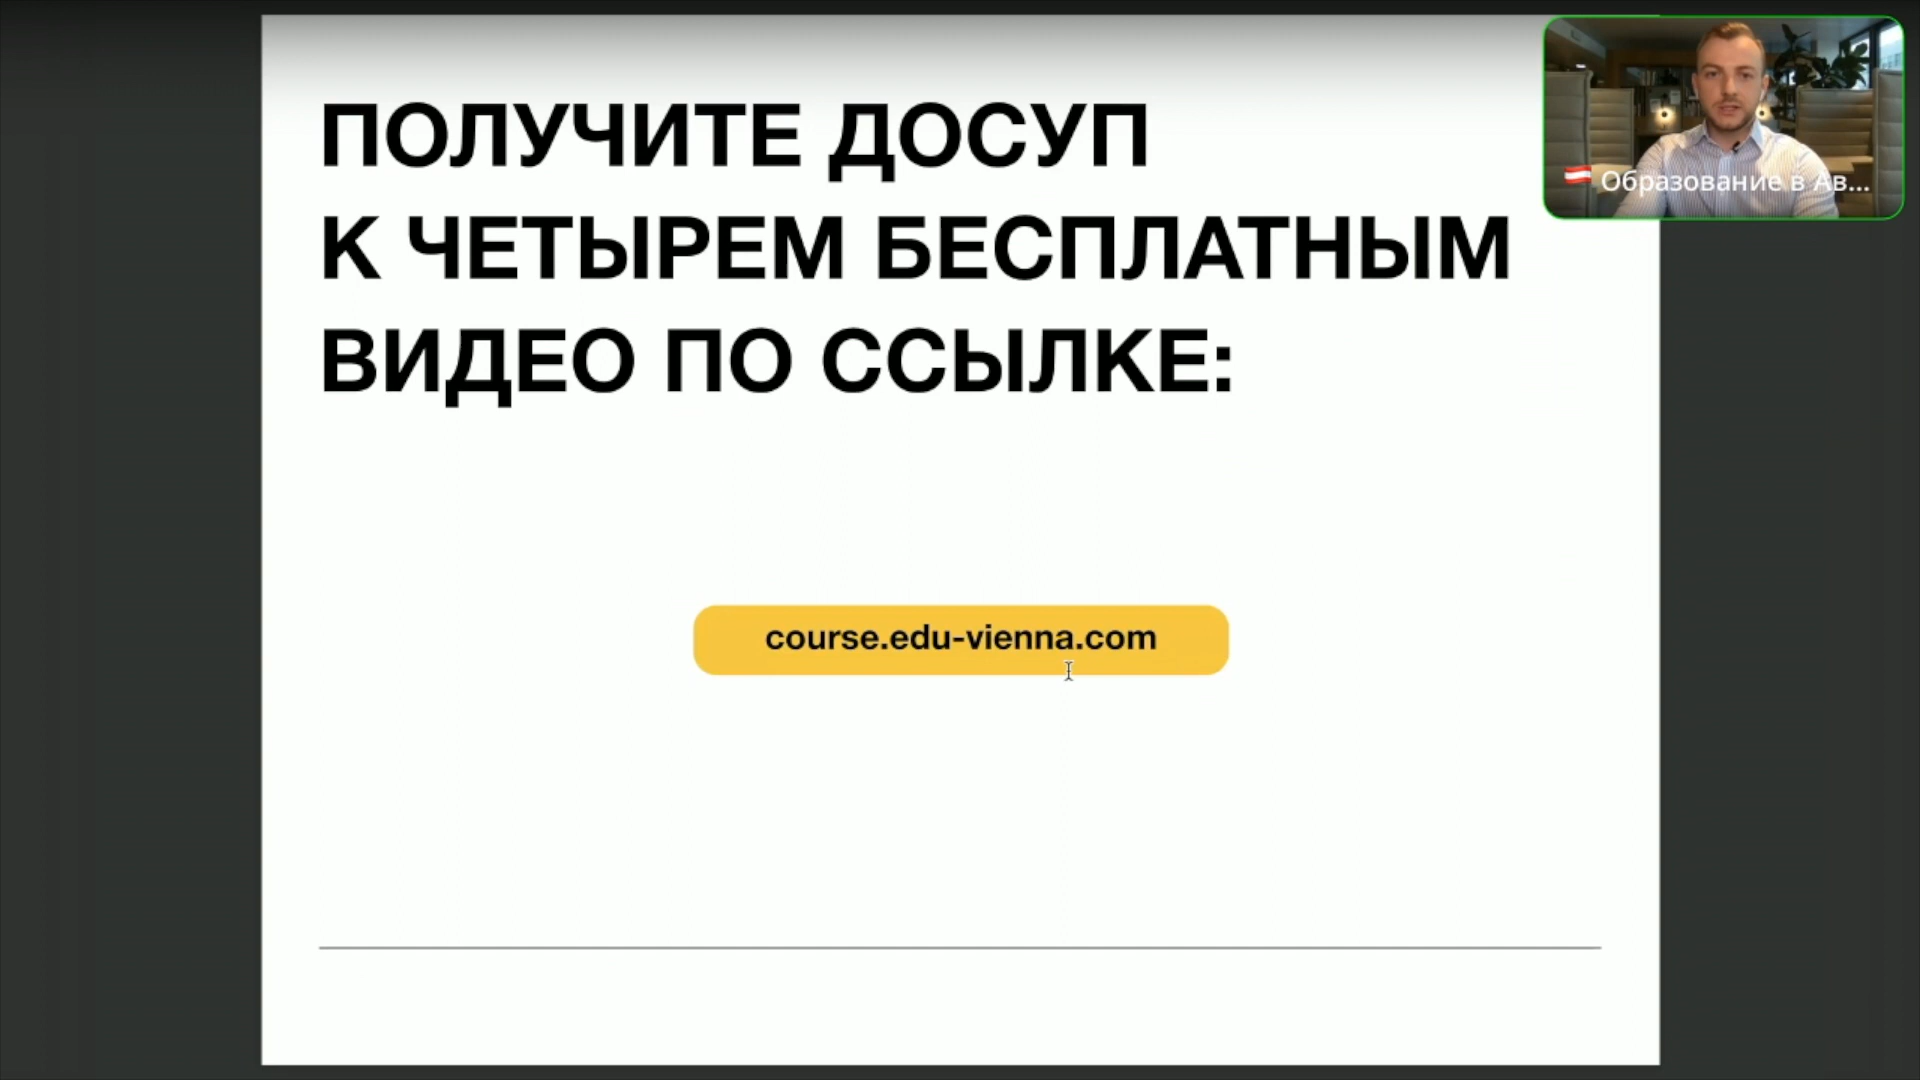 ПОЛУЧИТЕ ДОСУП
К ЧЕТЫРЕМ БЕСПЛАТНЫМ
ВИДЕО ПО ССЫЛКЕ:
course.edu-vienna.com
Образование в Ав...